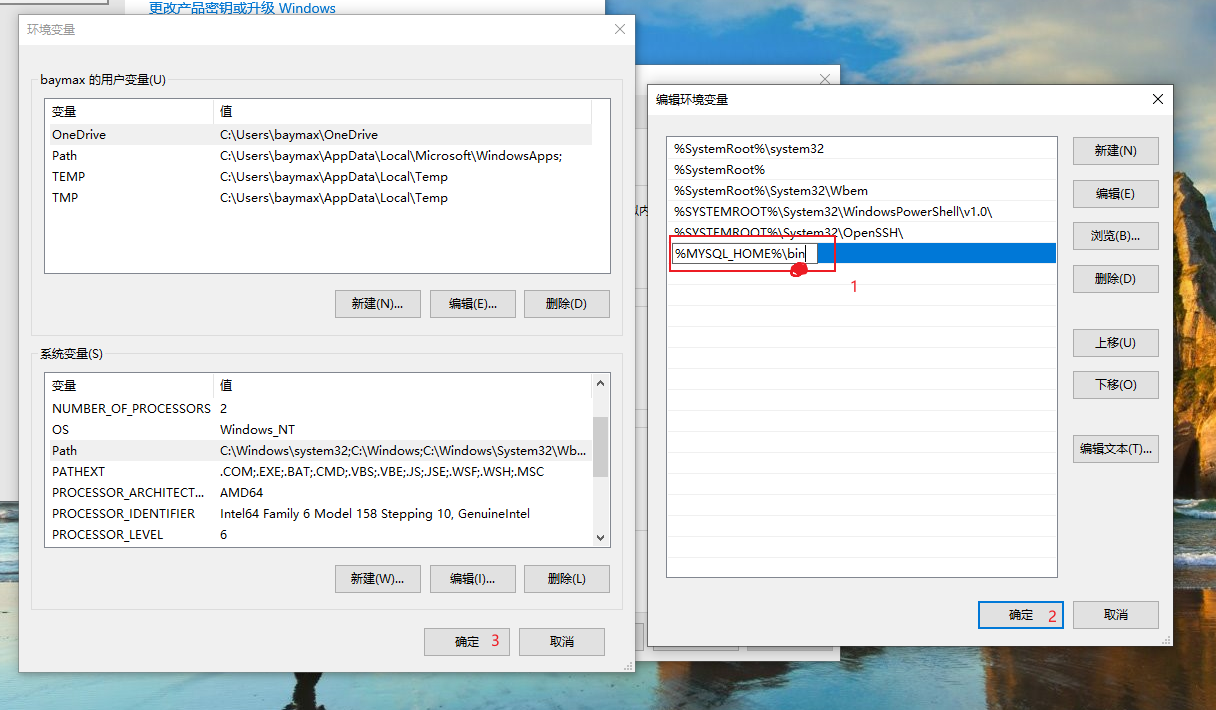 更改产品密钥或升级 Windows
环境变量
baymax 的用户变量(U)
变量 值
OneDrive C:\Users\baymax\OneDrive
Path C:\Users\baymax\AppData\Local\Microsoft\WindowsApps;
TEMP C:\Users\baymax\AppData\Local\Temp
TMP C:\Users\baymax\AppData\Local\Temp
新建(N)... 编辑(E)... 删除(D)
系统变量(S)
变量 值
NUMBER_OF_PROCESSORS 2
OS Windows_NT
Path C:\Windows\system32;C:\Windows;C:\Windows\System32\Wb...
PATHEXT .COM;.EXE;.BAT;.CMD;.VBS;.VBE;.JS;.JSE;.WSF;.WSH;.MSC
PROCESSOR_ARCHITECT... AMD64
PROCESSOR_IDENTIFIER Intel64 Family 6 Model 158 Stepping 10, GenuineIntel
PROCESSOR_LEVEL 6
新建(W)... 编辑(I)... 删除(L)
确定 3 取消
编辑环境变量
%SystemRoot%\system32
%SystemRoot%
%SystemRoot%\System32\Wbem
%SYSTEMROOT%\System32\WindowsPowerShell\v1.0\
%SYSTEMROOT%\System32\OpenSSH\
%MYSQL_HOME%\bin
1
新建(N)
编辑(E)
浏览(B)...
删除(D)
上移(U)
下移(O)
编辑文本(T)...
确定 2 取消